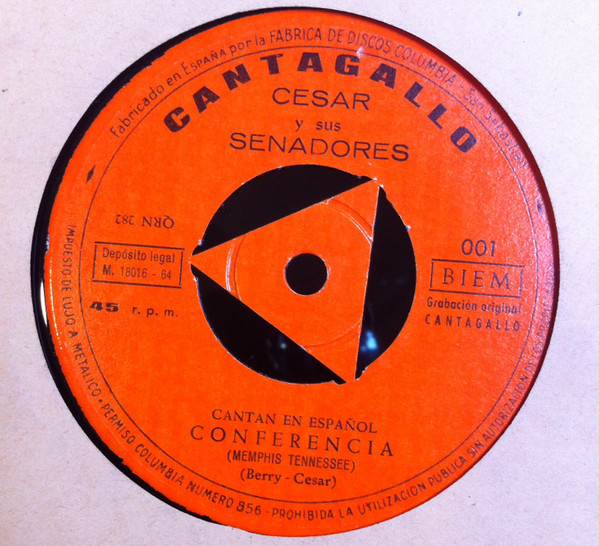 Fabricado en ESPAÑA por la FABRICA DE DISCOS COLUMBIA - San Sebastian
CANTAGALLO
CESAR
y sus
SENADORES
QRN 282
Depósito legal
M. 18016 - 64
45 r. p. m.
001
BIEM
Grabación original
CANTAGALLO
CANTAN EN ESPAÑOL
CONFERENCIA
(MEMPHIS TENNESSEE)
(Berry - Cesar)
IMPUESTO DE LUJO A METALICO - PERMISO COLUMBIA NUMERO 856 - PROHIBIDA LA UTILIZACION PUBLICA SIN AUTORIZACION